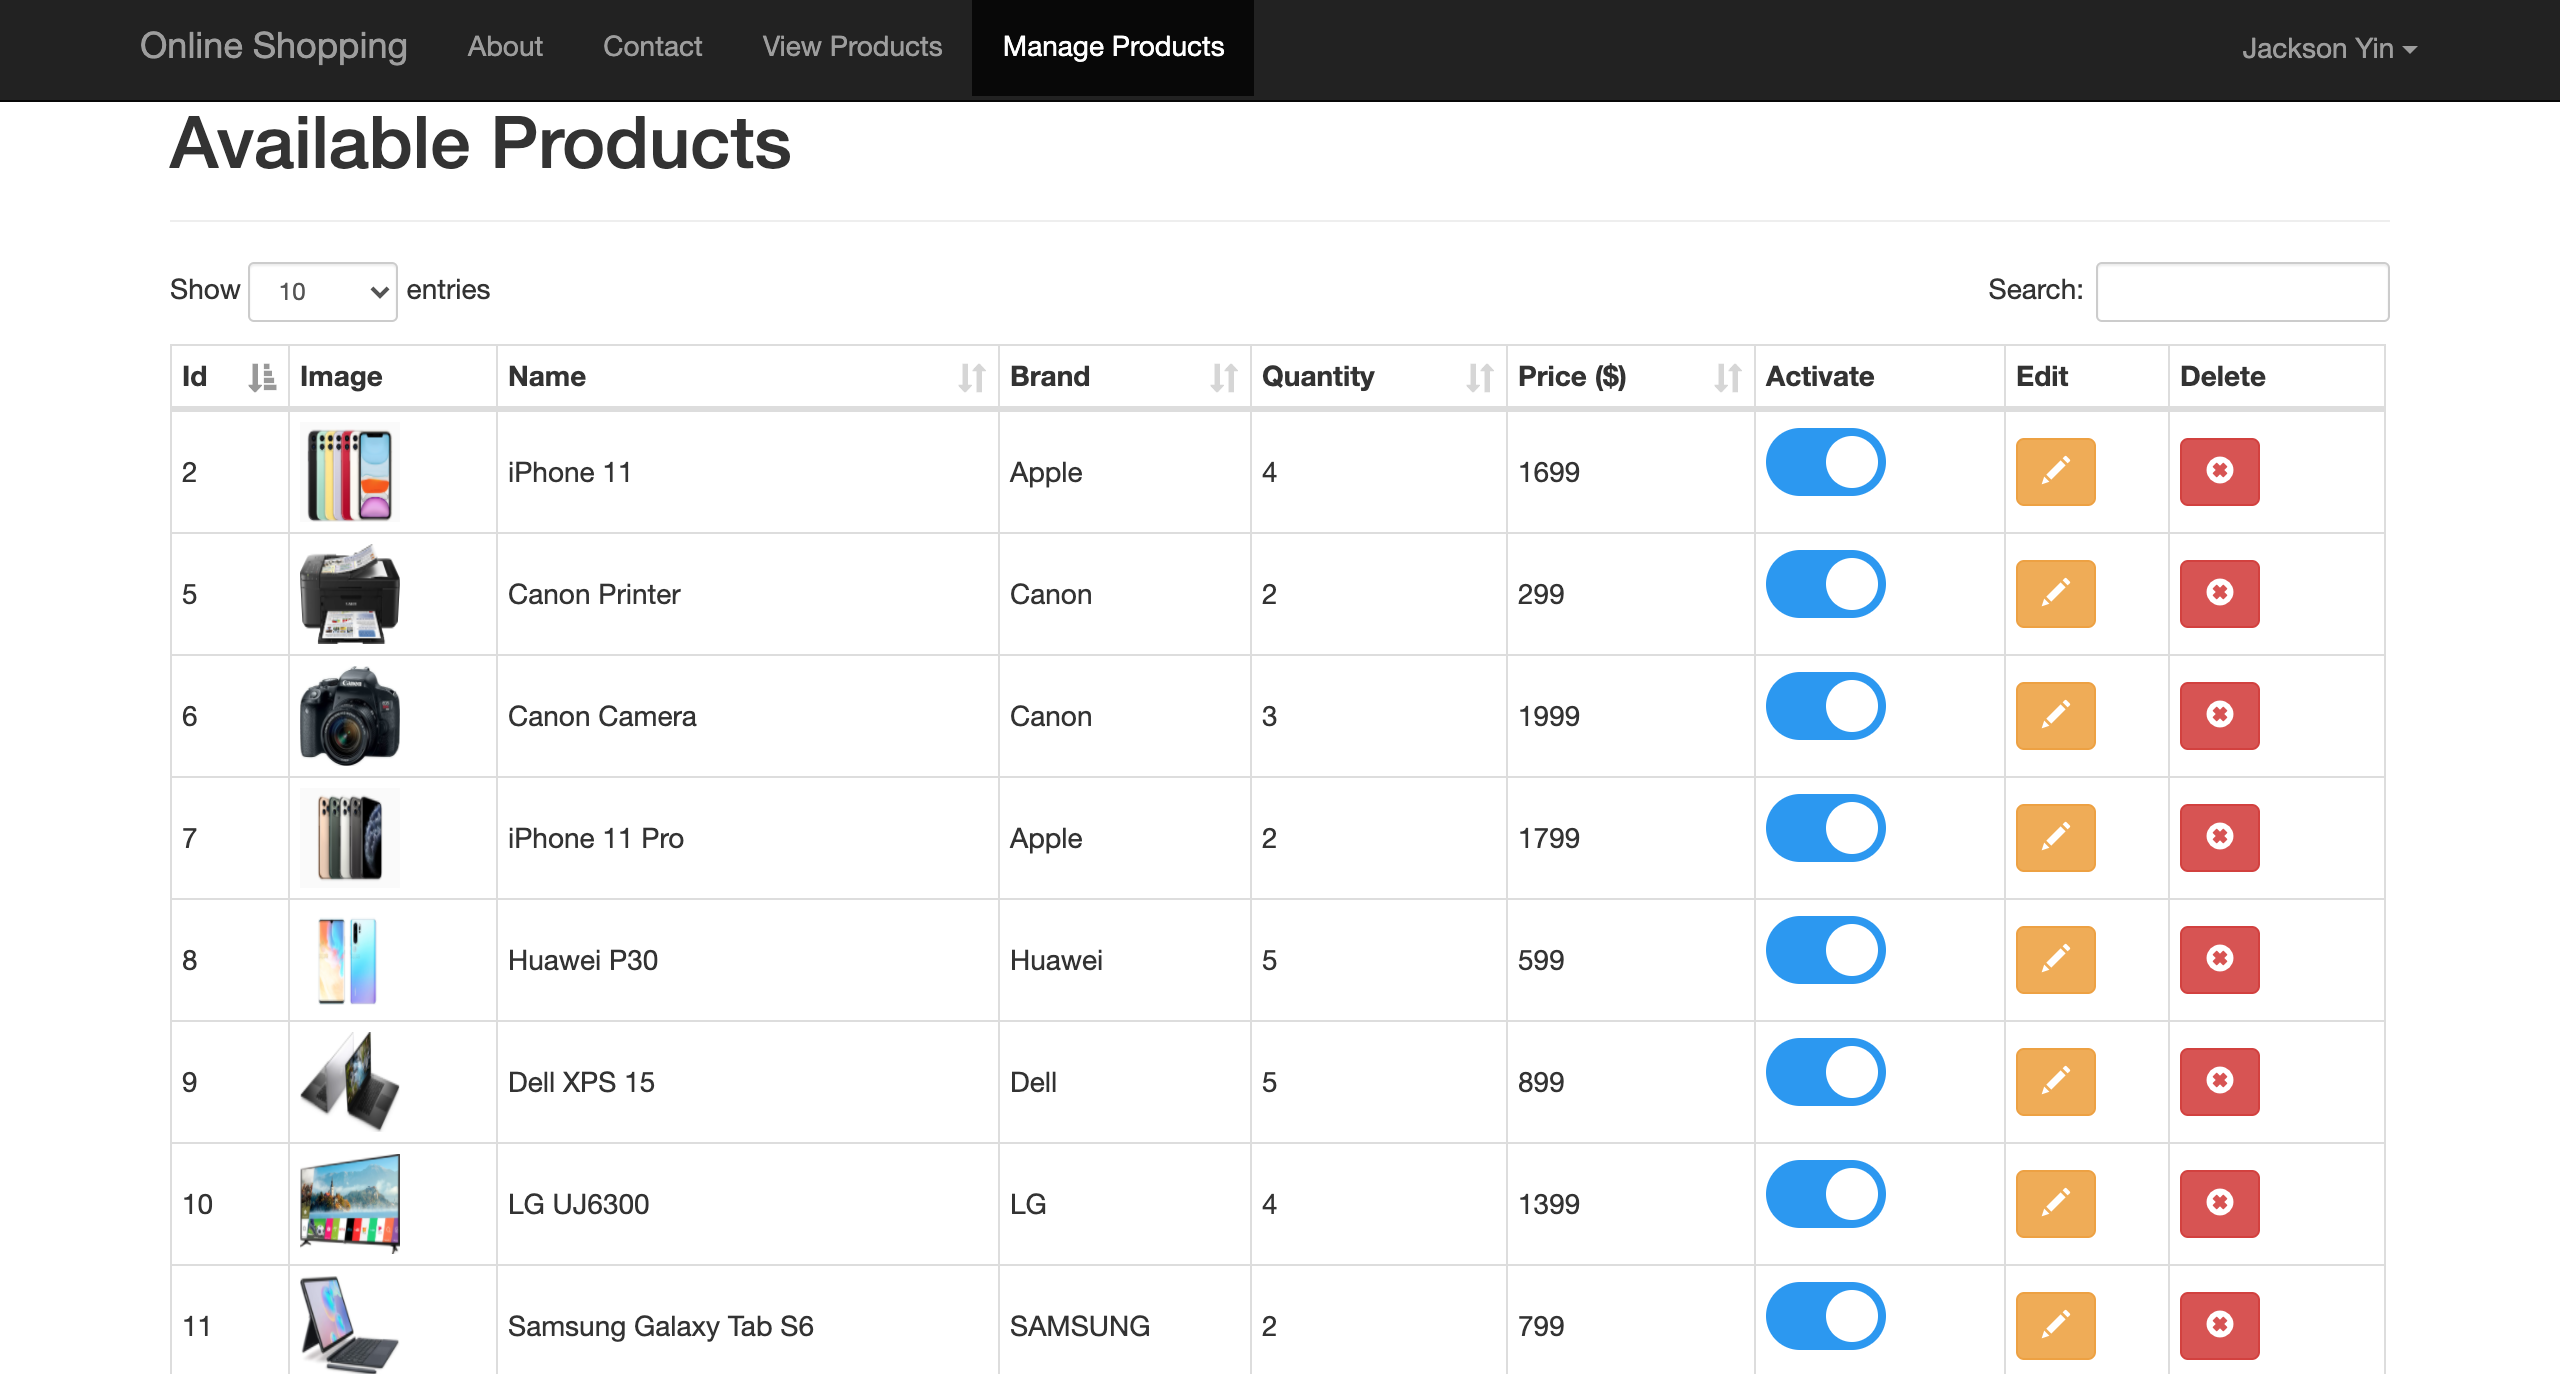 Online Shopping About Contact View Products Manage Products Jackson Yin
Available Products
Show 10 entries Search:
Id Image Name Brand Quantity Price ($) Activate Edit Delete
2 iPhone 11 Apple 4 1699
5 Canon Printer Canon 2 299
Canon
6 Canon Camera Canon 3 1999
7 iPhone 11 Pro Apple 2 1799
8 Huawei P30 Huawei 5 599
9 Dell XPS 15 Dell 5 899
10 LG UJ6300 LG 4 1399
11 Samsung Galaxy Tab S6 SAMSUNG 2 799